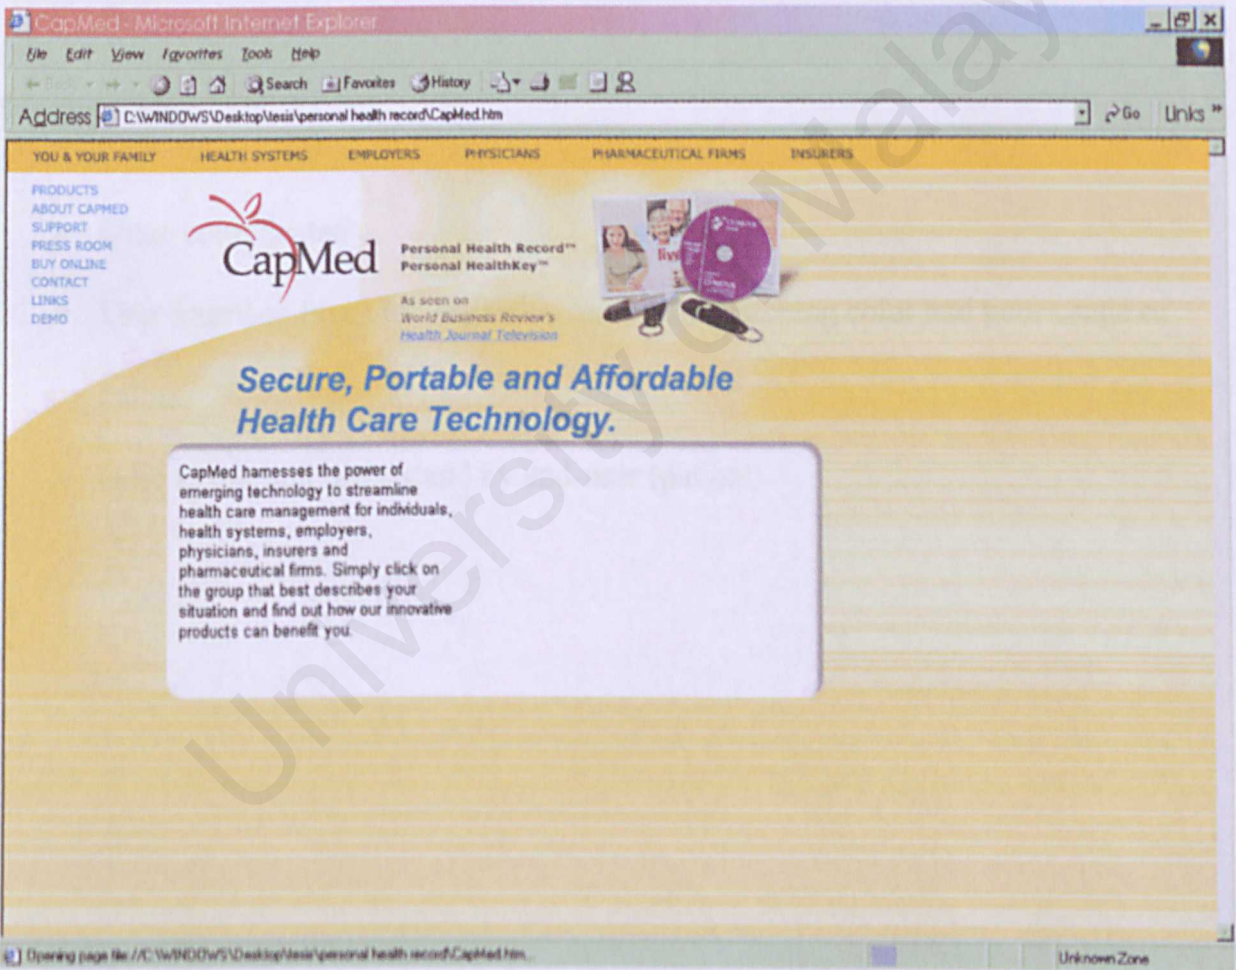 CapMed - Microsoft Internet Explorer
File Edit View Favorites Tools Help
Back Search Favorites History
Address C:\WINDOWS\Desktop\tesis\personal health record\CapMed.htm Go Links »
YOU & YOUR FAMILY HEALTH SYSTEMS EMPLOYERS PHYSICIANS PHARMACEUTICAL FIRMS INSURERS
PRODUCTS
ABOUT CAPMED
SUPPORT
PRESS ROOM
BUY ONLINE
CONTACT
LINKS
DEMO
CapMed
Personal Health Record™
Personal HealthKey™
As seen on
World Business Review's
Health Journal Television
live
Secure, Portable and Affordable
Health Care Technology.
CapMed harnesses the power of
emerging technology to streamline
health care management for individuals,
health systems, employers,
physicians, insurers and
pharmaceutical firms. Simply click on
the group that best describes your
situation and find out how our innovative
products can benefit you.
Opening page file://C:\WINDOWS\Desktop\tesis\personal health record\CapMed.htm...
Unknown Zone
University of Malaya